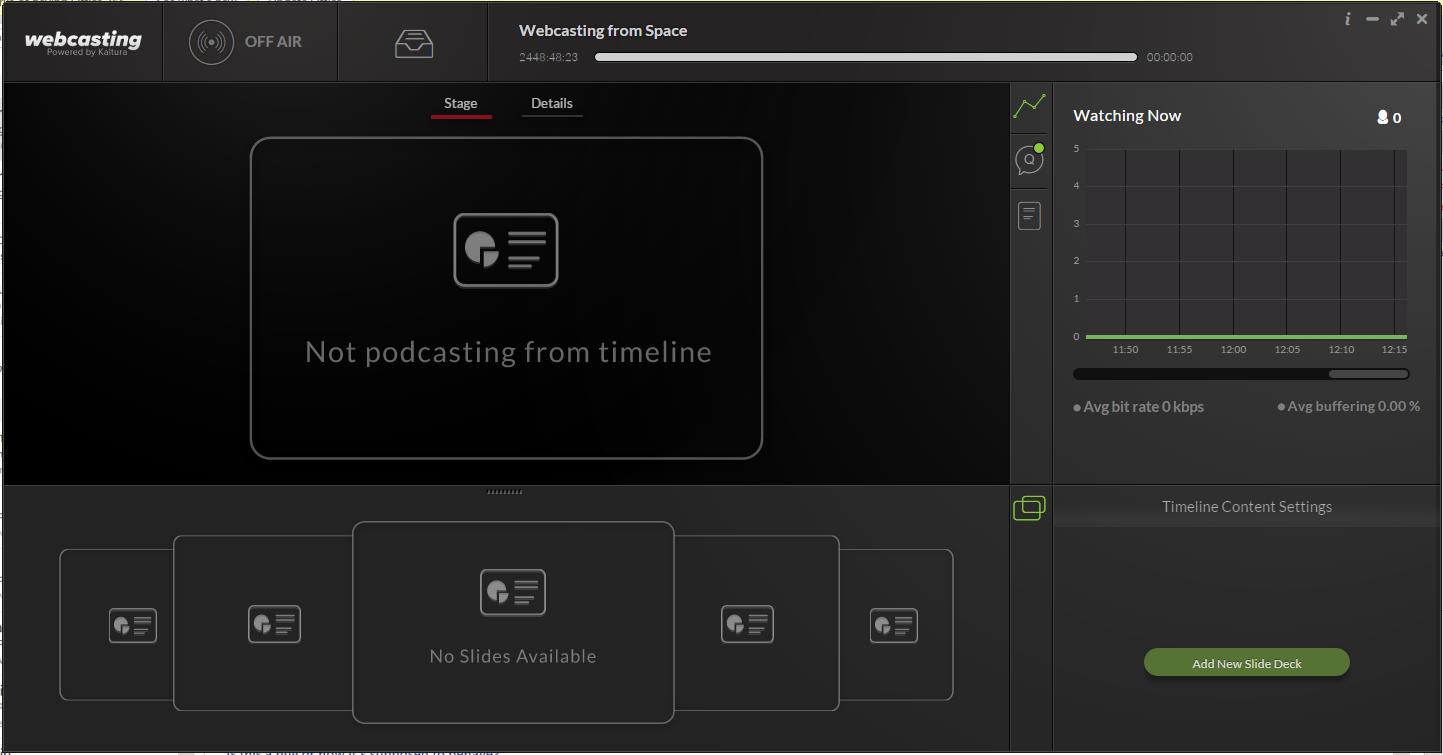 webcasting
Powered by Kaltura
OFF AIR
Webcasting from Space
2448:48:23
00:00:00
i
Stage
Details
Not podcasting from timeline
Q
Watching Now
0
5
4
3
2
1
0
11:50 11:55 12:00 12:05 12:10 12:15
Avg bit rate 0 kbps
Avg buffering 0.00 %
No Slides Available
Timeline Content Settings
Add New Slide Deck